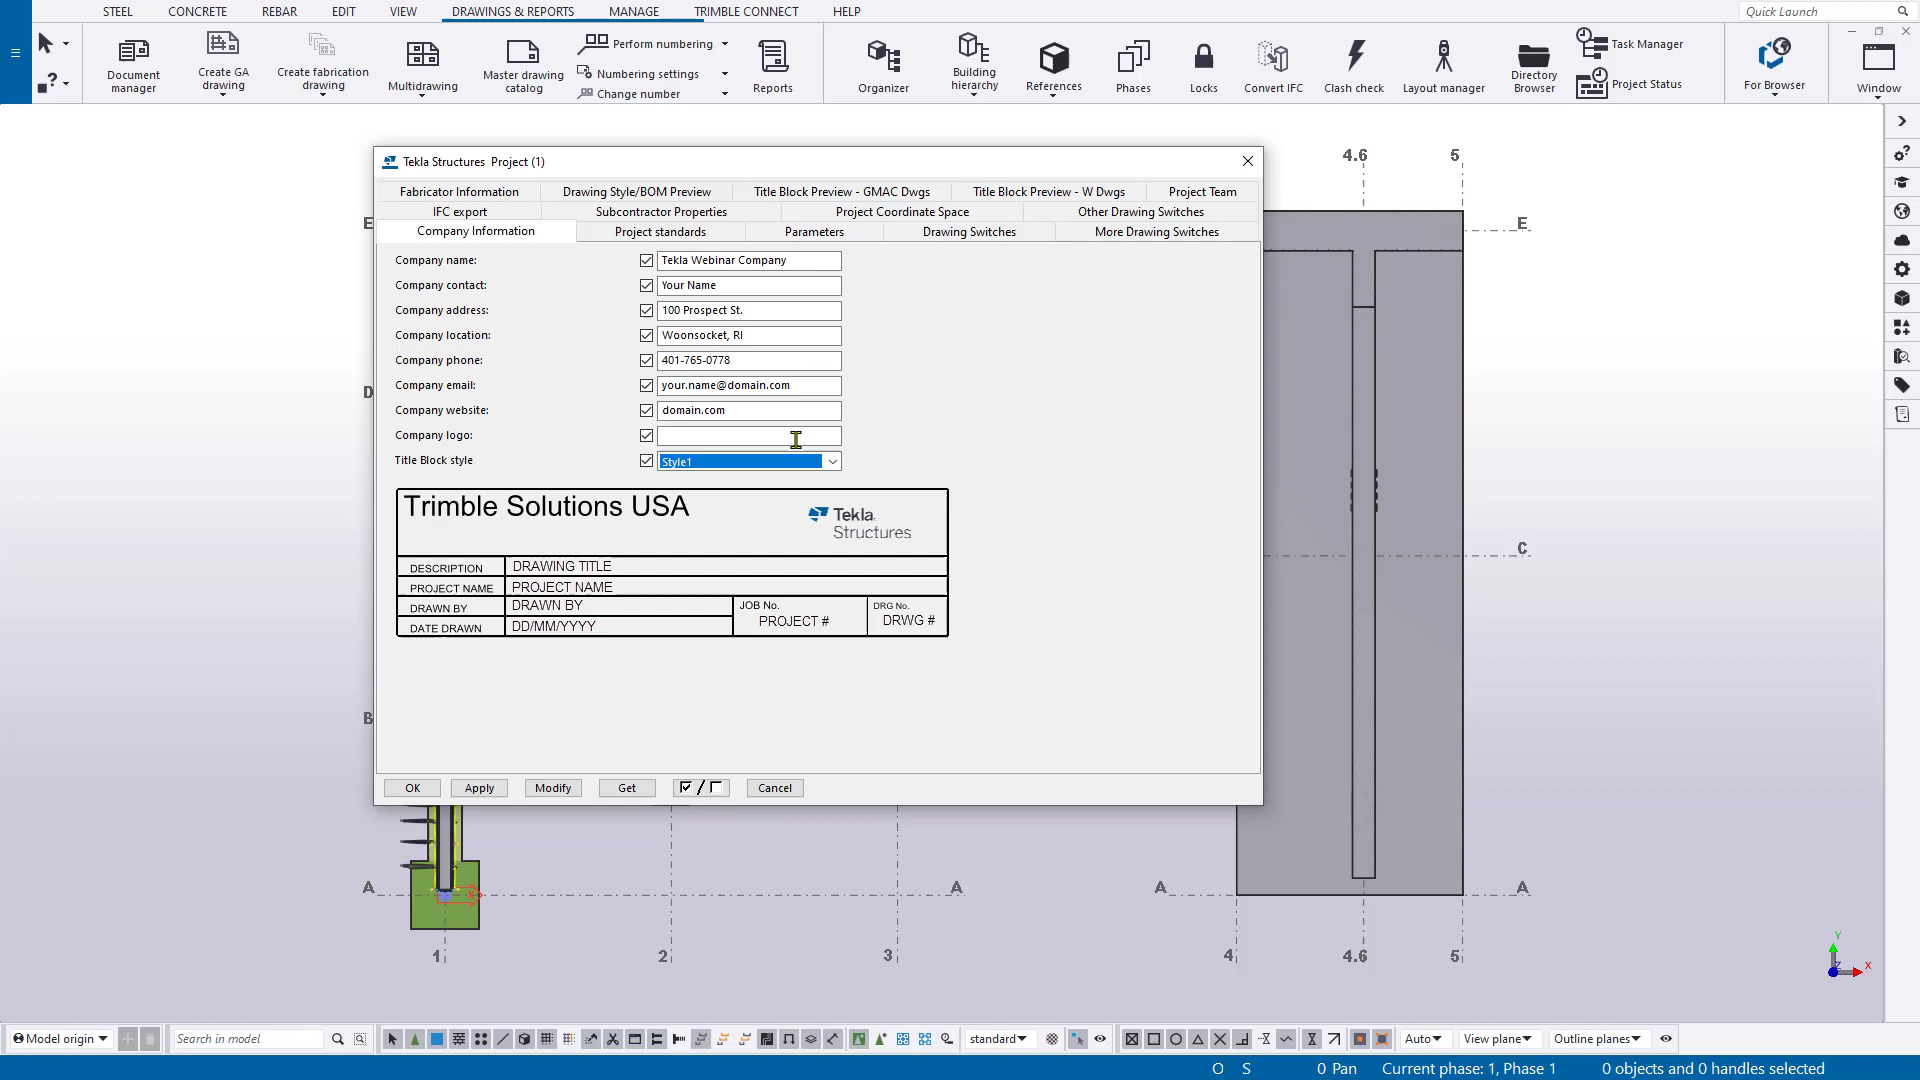 STEEL CONCRETE REBAR EDIT VIEW DRAWINGS & REPORTS MANAGE TRIMBLE CONNECT HELP Quick Launch
Document manager
Create GA drawing
Create fabrication drawing
Multidrawing
Master drawing catalog
Perform numbering
Numbering settings
Change number
Reports
Organizer
Building hierarchy
References
Phases
Locks
Convert IFC
Clash check
Layout manager
Directory Browser
Task Manager
Project Status
For Browser
Window
4.6 5
E E
D
C
B
A A A A
1 2 3 4 4.6 5
Tekla Structures Project (1)
Fabricator Information Drawing Style/BOM Preview Title Block Preview - GMAC Dwgs Title Block Preview - W Dwgs Project Team
IFC export Subcontractor Properties Project Coordinate Space Other Drawing Switches
Company Information Project standards Parameters Drawing Switches More Drawing Switches
Company name: Tekla Webinar Company
Company contact: Your Name
Company address: 100 Prospect St.
Company location: Woonsocket, RI
Company phone: 401-765-0778
Company email: your.name@domain.com
Company website: domain.com
Company logo:
Title Block style Style1
Trimble Solutions USA
Tekla
Structures
DESCRIPTION DRAWING TITLE
PROJECT NAME PROJECT NAME
DRAWN BY DRAWN BY JOB No. DRG No.
PROJECT # DRWG #
DATE DRAWN DD/MM/YYYY
OK Apply Modify Get / Cancel
Y
Z X
Model origin Search in model standard Auto View plane Outline planes
O S 0 Pan Current phase: 1, Phase 1 0 objects and 0 handles selected